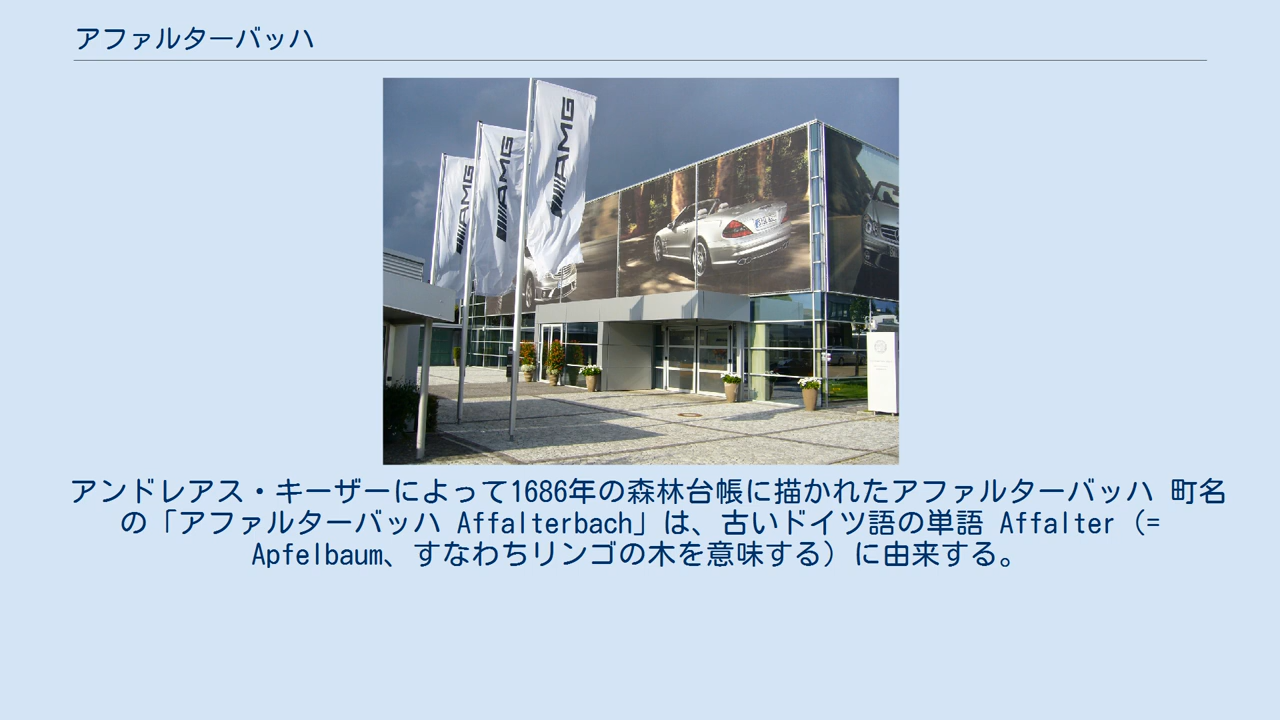 アファルターバッハ
AMG
AMG
AMG
アンドレアス・キーザーによって1686年の森林台帳に描かれたアファルターバッハ 町名
の「アファルターバッハ Affalterbach」は、古いドイツ語の単語 Affalter（=
Apfelbaum、すなわちリンゴの木を意味する）に由来する。